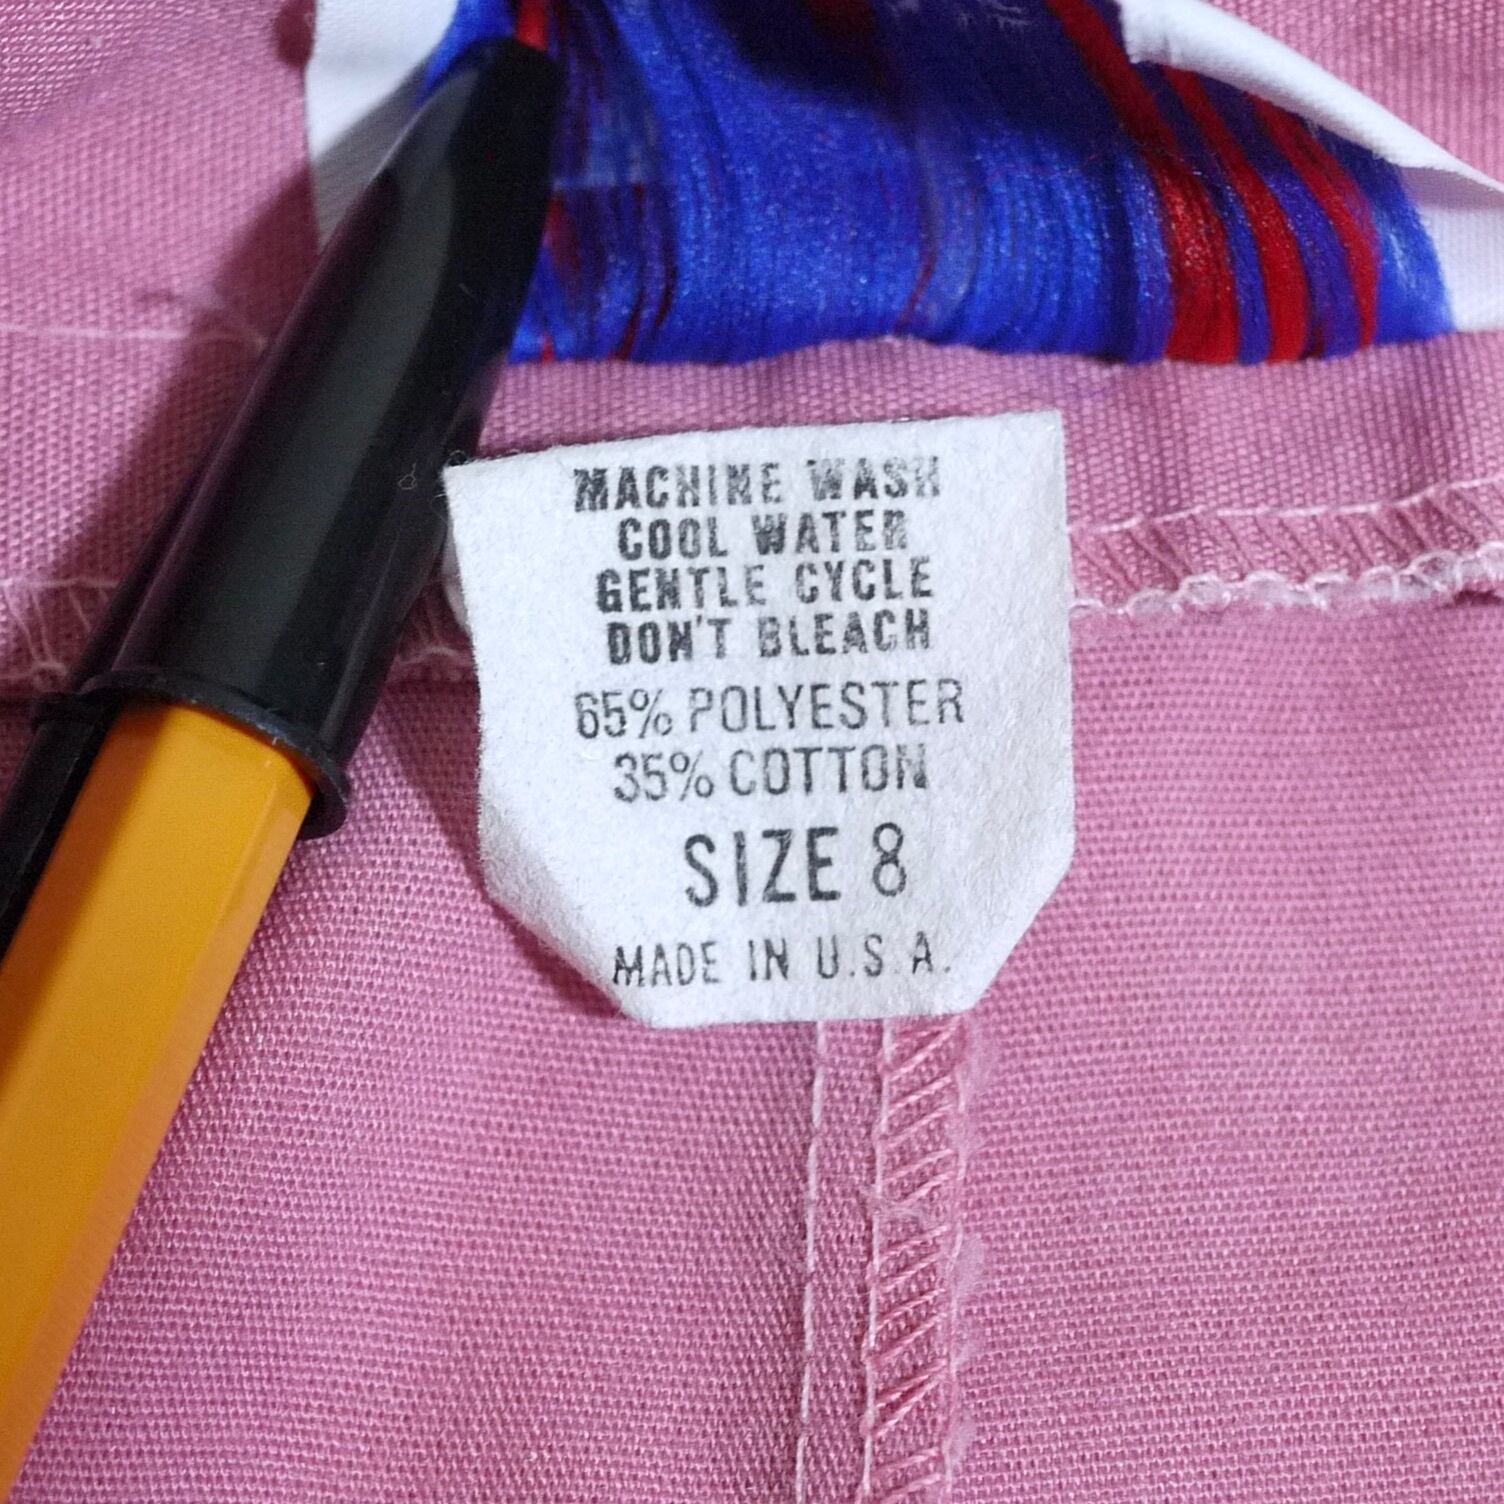 MACHINE WASH
COOL WATER
GENTLE CYCLE
DON'T BLEACH
65% POLYESTER
35% COTTON
SIZE 8
MADE IN U.S.A.